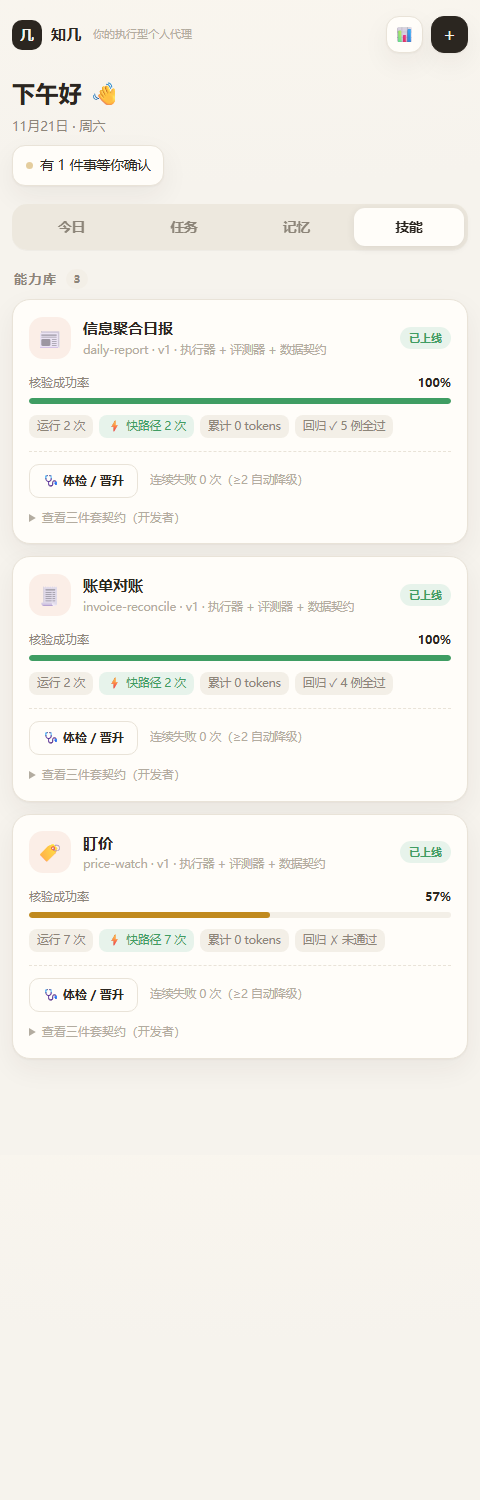 几 知几 你的执行型个人代理 +
下午好
11月21日 · 周六
有 1 件事等你确认
今日 任务 记忆 技能
能力库 3
信息聚合日报
daily-report · v1 · 执行器 + 评测器 + 数据契约
已上线
核验成功率 100%
运行 2 次 快路径 2 次 累计 0 tokens 回归 ✓ 5 例全过
体检 / 晋升 连续失败 0 次（≥2 自动降级）
▶ 查看三件套契约（开发者）
账单对账
invoice-reconcile · v1 · 执行器 + 评测器 + 数据契约
已上线
核验成功率 100%
运行 2 次 快路径 2 次 累计 0 tokens 回归 ✓ 4 例全过
体检 / 晋升 连续失败 0 次（≥2 自动降级）
▶ 查看三件套契约（开发者）
盯价
price-watch · v1 · 执行器 + 评测器 + 数据契约
已上线
核验成功率 57%
运行 7 次 快路径 7 次 累计 0 tokens 回归 ✗ 未通过
体检 / 晋升 连续失败 0 次（≥2 自动降级）
▶ 查看三件套契约（开发者）